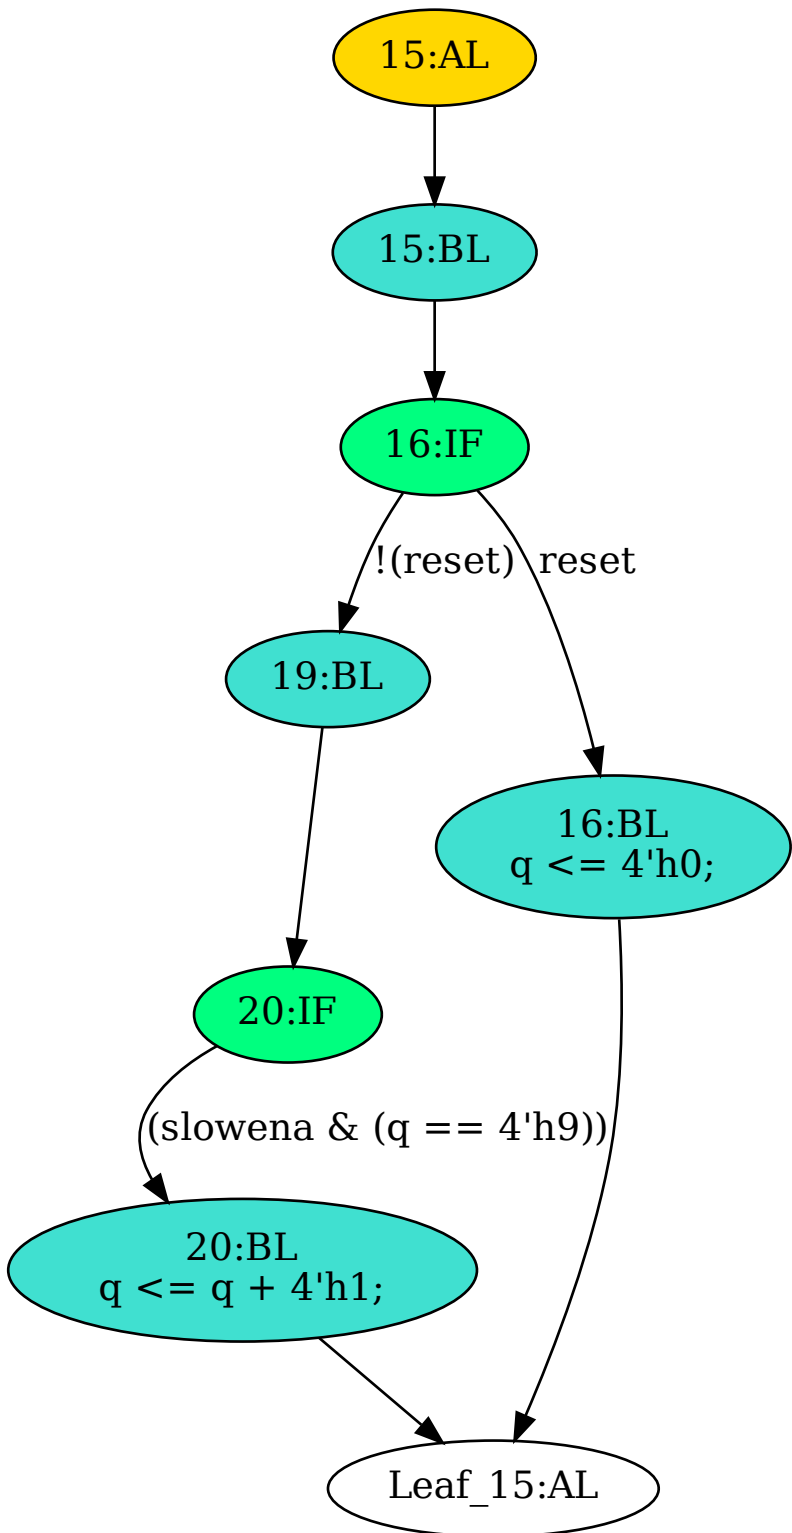 15:AL
15:BL
16:IF
!(reset)
reset
19:BL
16:BL
q <= 4'h0;
20:IF
(slowena & (q == 4'h9))
20:BL
q <= q + 4'h1;
Leaf_15:AL